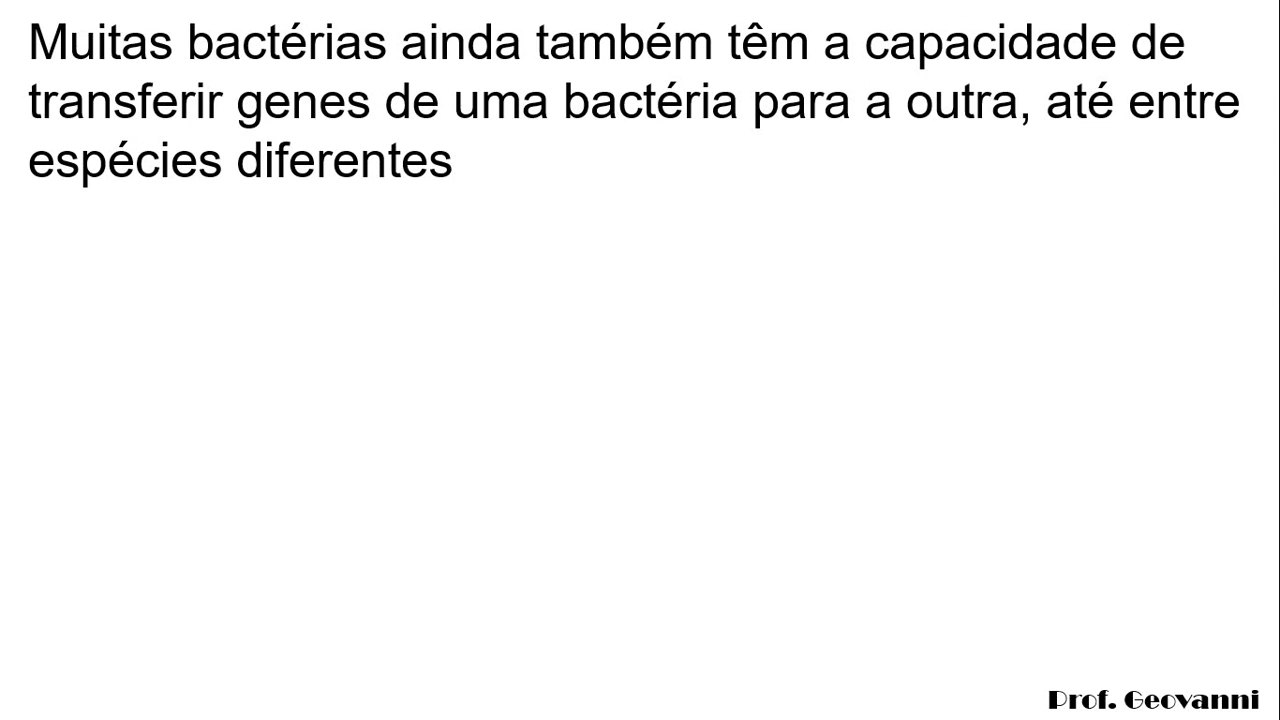 Muitas bactérias ainda também têm a capacidade de
transferir genes de uma bactéria para a outra, até entre
espécies diferentes
Prof. Geovanni